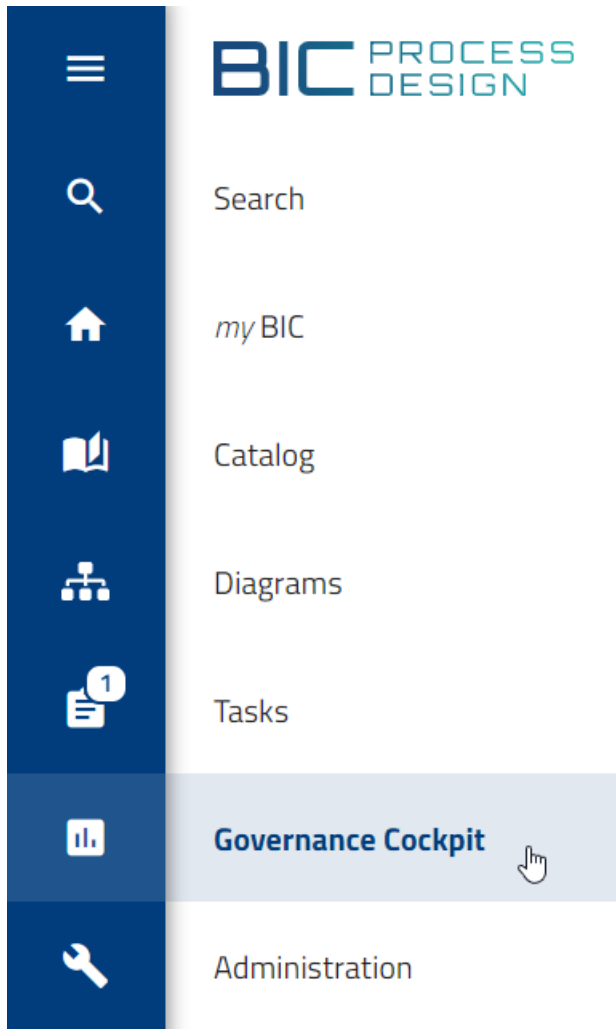 BIC PROCESS
DESIGN
Search
my BIC
Catalog
Diagrams
1
Tasks
Governance Cockpit
Administration